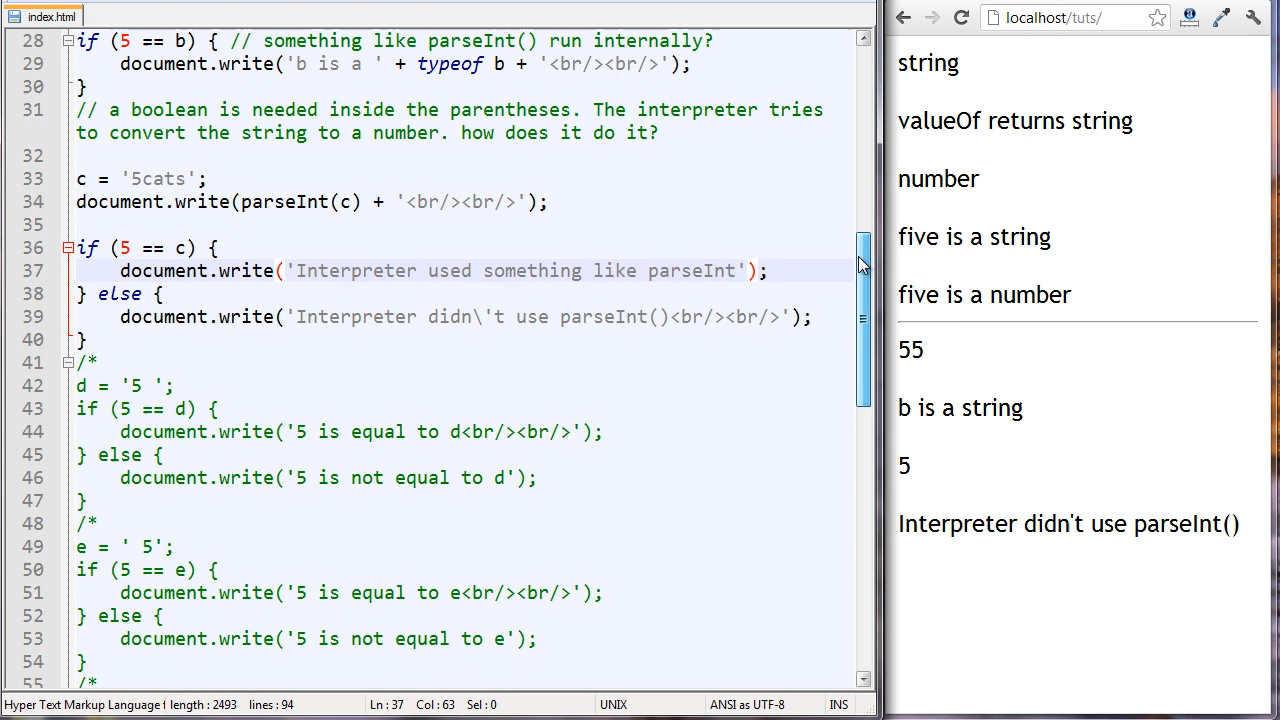 index.html
28 if (5 == b) { // something like parseInt() run internally?
29 document.write('b is a ' + typeof b + '<br/><br/>');
30 }
31 // a boolean is needed inside the parentheses. The interpreter tries
to convert the string to a number. how does it do it?
32
33 c = '5cats';
34 document.write(parseInt(c) + '<br/><br/>');
35
36 if (5 == c) {
37 document.write('Interpreter used something like parseInt');
38 } else {
39 document.write('Interpreter didn\'t use parseInt()<br/><br/>');
40 }
41 /*
42 d = '5 ';
43 if (5 == d) {
44 document.write('5 is equal to d<br/><br/>');
45 } else {
46 document.write('5 is not equal to d');
47 }
48 /*
49 e = ' 5';
50 if (5 == e) {
51 document.write('5 is equal to e<br/><br/>');
52 } else {
53 document.write('5 is not equal to e');
54 }
55 /*
Hyper Text Markup Language f length : 2493 lines : 94 Ln : 37 Col : 63 Sel : 0 UNIX ANSI as UTF-8 INS
localhost/tuts/
string
valueOf returns string
number
five is a string
five is a number
55
b is a string
5
Interpreter didn't use parseInt()